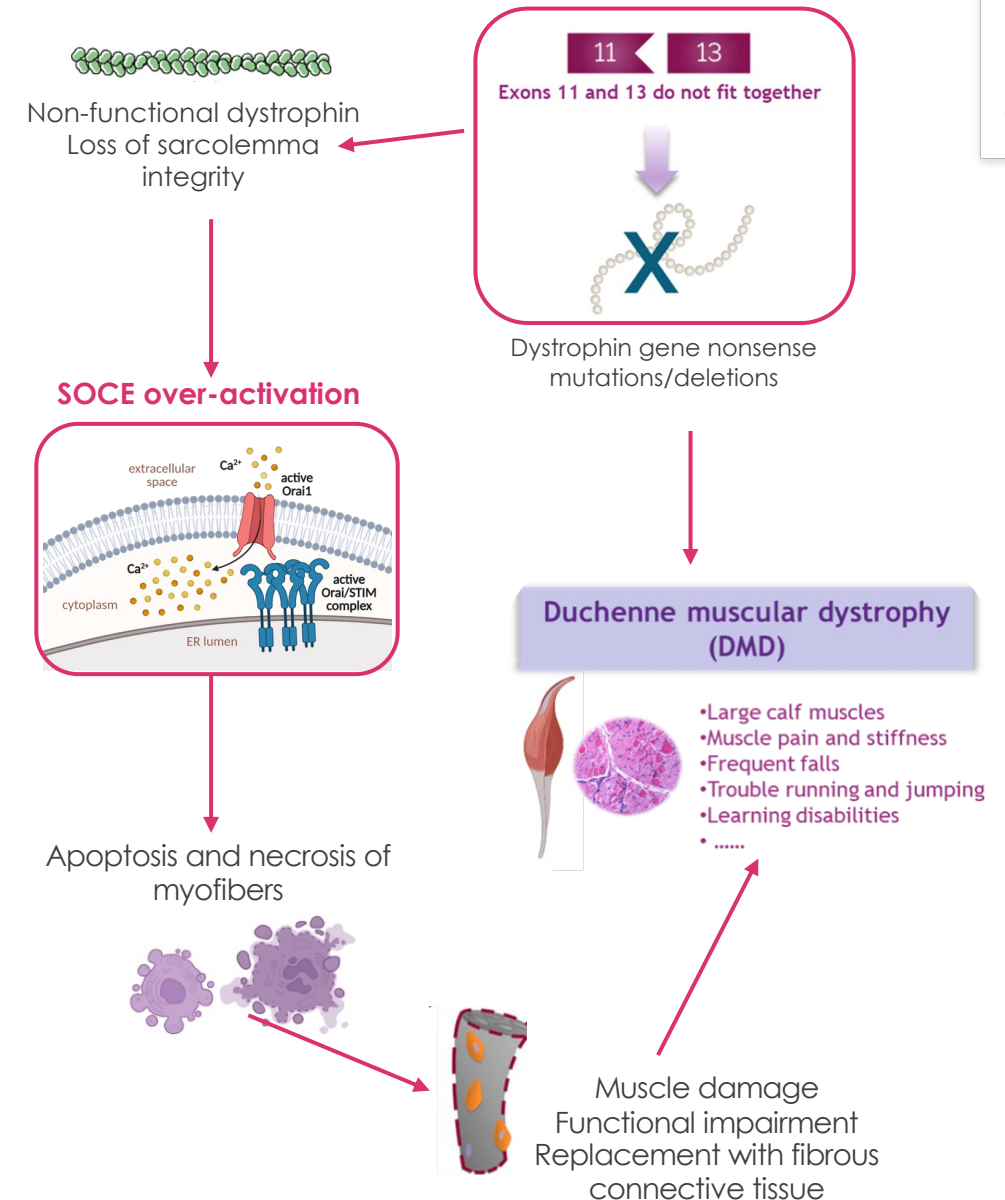 11
13
Exons 11 and 13 do not fit together
X
Dystrophin gene nonsense
mutations/deletions
Non-functional dystrophin
Loss of sarcolemma
integrity
SOCE over-activation
extracellular
space
Ca²⁺
active
Orai1
Ca²⁺
cytoplasm
active
Orai/STIM
complex
ER lumen
Apoptosis and necrosis of
myofibers
Muscle damage
Functional impairment
Replacement with fibrous
connective tissue
Duchenne muscular dystrophy
(DMD)
•Large calf muscles
•Muscle pain and stiffness
•Frequent falls
•Trouble running and jumping
•Learning disabilities
• ......